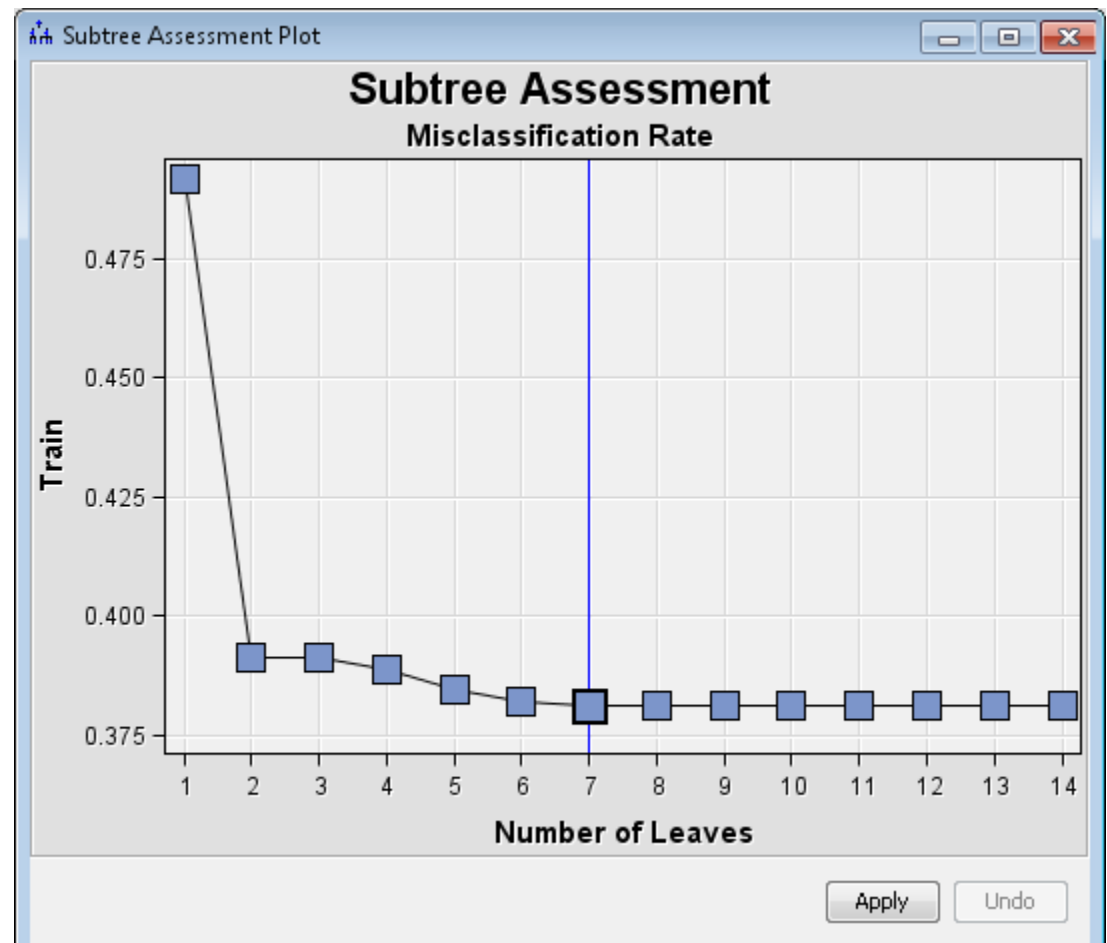 Subtree Assessment Plot
Subtree Assessment
Misclassification Rate
0.475
0.450
0.425
0.400
0.375
Train
1 2 3 4 5 6 7 8 9 10 11 12 13 14
Number of Leaves
Apply Undo